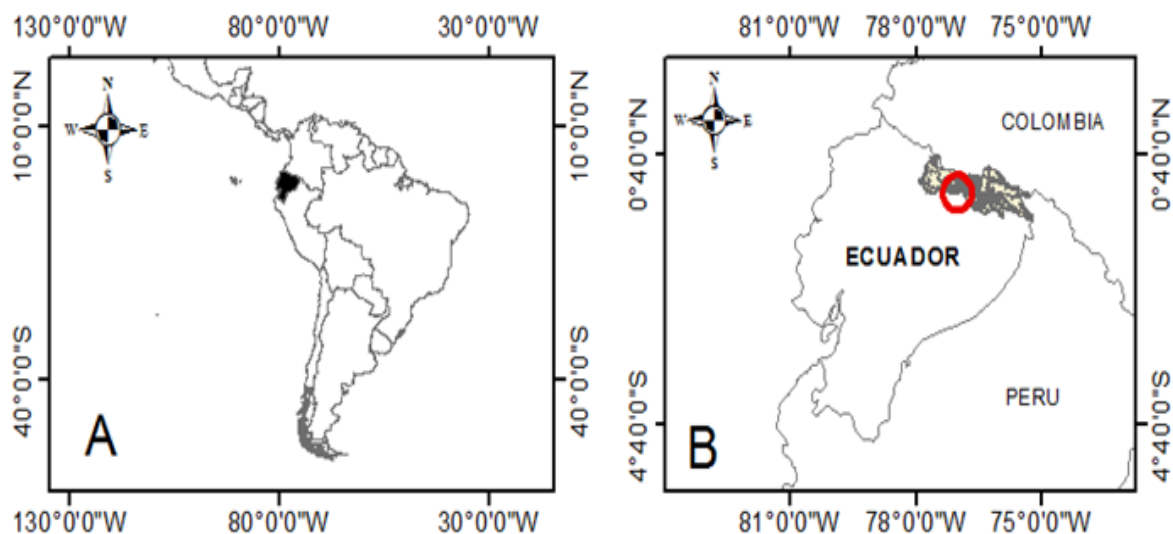 130°0'0"W 80°0'0"W 30°0'0"W
10°0'0"N 10°0'0"N
40°0'0"S 40°0'0"S
N
W E
S
A
130°0'0"W 80°0'0"W 30°0'0"W
81°0'0"W 78°0'0"W 75°0'0"W
0°40'0"N 0°40'0"N
4°40'0"S 4°40'0"S
N
W E
S
COLOMBIA
ECUADOR
PERU
B
81°0'0"W 78°0'0"W 75°0'0"W